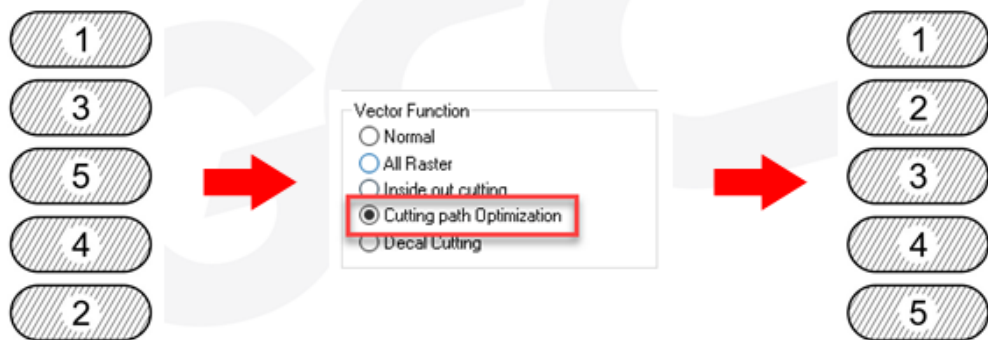 1
3
5
4
2
Vector Function
Normal
All Raster
Inside out cutting
Cutting path Optimization
Decal Cutting
1
2
3
4
5